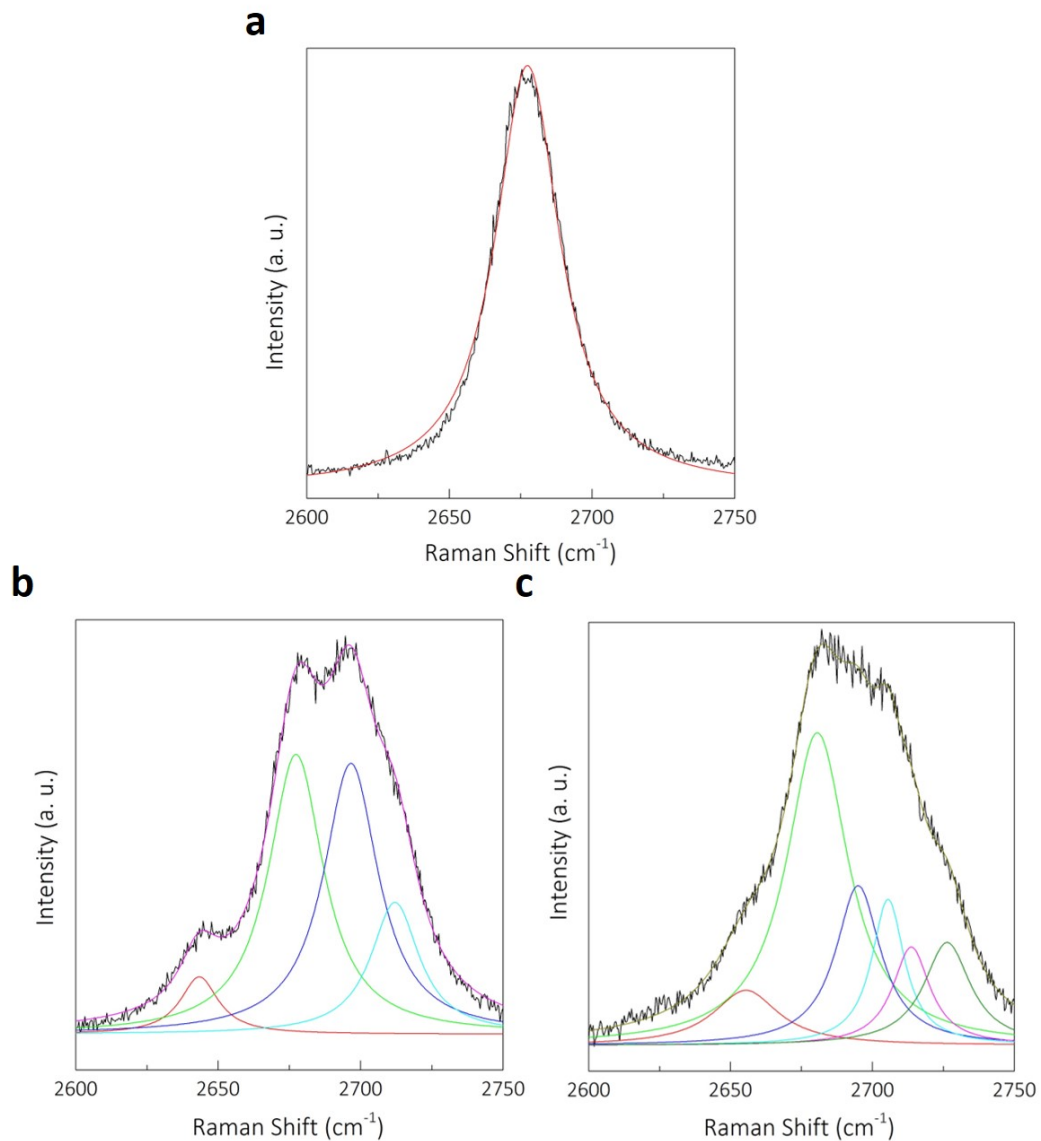 a
Intensity (a. u.)
2600 2650 2700 2750
Raman Shift (cm⁻¹)
b
c
Intensity (a. u.)
2600 2650 2700 2750
Raman Shift (cm⁻¹)
Intensity (a. u.)
2600 2650 2700 2750
Raman Shift (cm⁻¹)